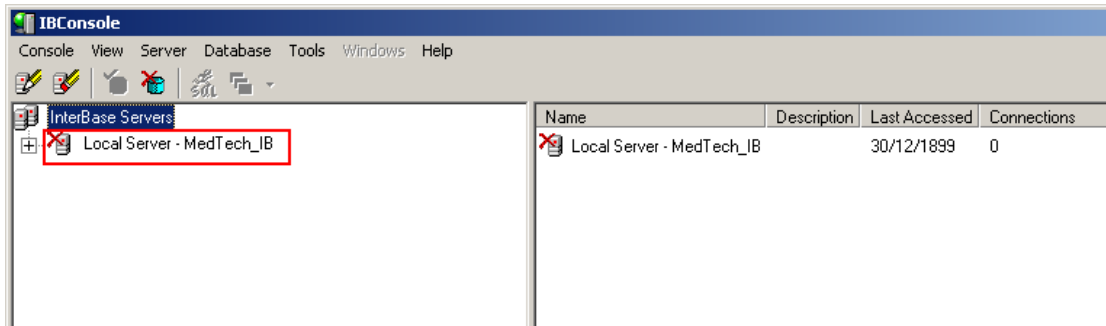 IBConsole
Console View Server Database Tools Windows Help
SQL
InterBase Servers
Local Server - MedTech_IB
Name Description Last Accessed Connections
Local Server - MedTech_IB 30/12/1899 0